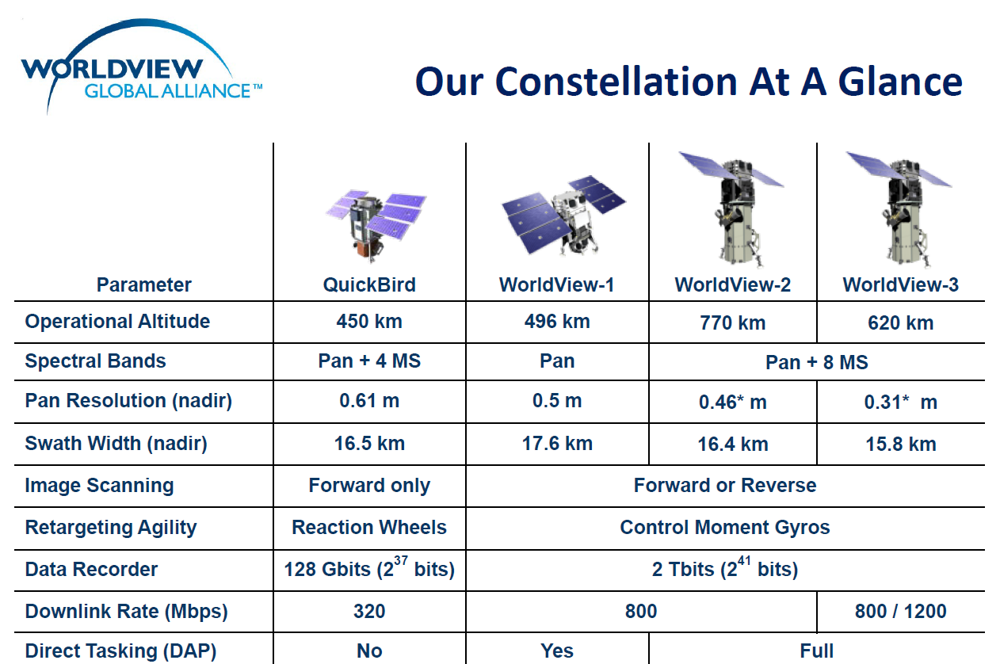 WORLDVIEW
GLOBAL ALLIANCE™
Our Constellation At A Glance
Parameter QuickBird WorldView-1 WorldView-2 WorldView-3
Operational Altitude 450 km 496 km 770 km 620 km
Spectral Bands Pan + 4 MS Pan Pan + 8 MS
Pan Resolution (nadir) 0.61 m 0.5 m 0.46* m 0.31* m
Swath Width (nadir) 16.5 km 17.6 km 16.4 km 15.8 km
Image Scanning Forward only Forward or Reverse
Retargeting Agility Reaction Wheels Control Moment Gyros
Data Recorder 128 Gbits (2³⁷ bits) 2 Tbits (2⁴¹ bits)
Downlink Rate (Mbps) 320 800 800 / 1200
Direct Tasking (DAP) No Yes Full